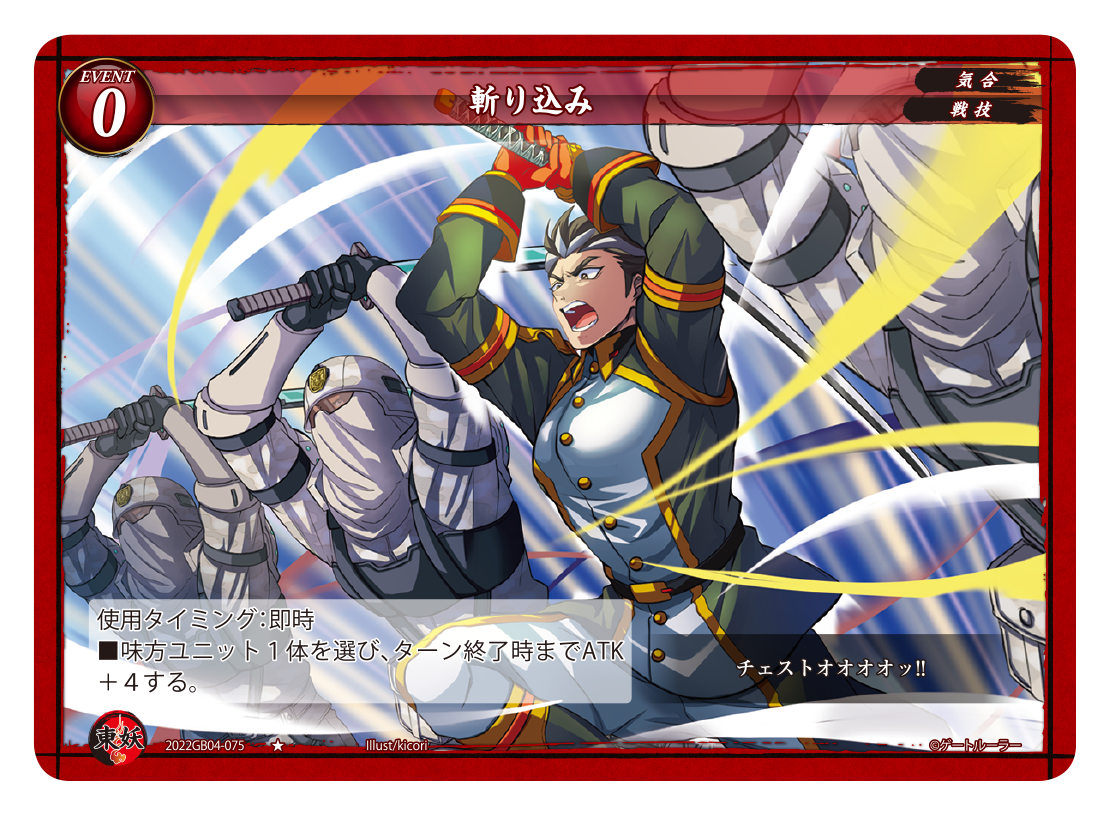 EVENT
0
斬り込み
気合
戦技
使用タイミング:即時
■味方ユニット1体を選び、ターン終了時までATK
+4する。
チェストオオオオッ!!
東妖
2022GB04-075
★
Illust/kicori
©ゲートルーラー